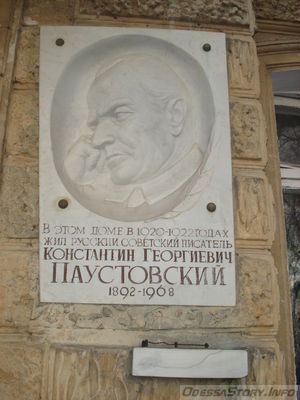 В ЭТОМ ДОМЕ В 1920-1922 ГОДАХ
ЖИЛ РУССКИЙ СОВЕТСКИЙ ПИСАТЕЛЬ
КОНСТАНТИН ГЕОРГИЕВИЧ
ПАУСТОВСКИЙ
1892-1968
OdessaStory.Info